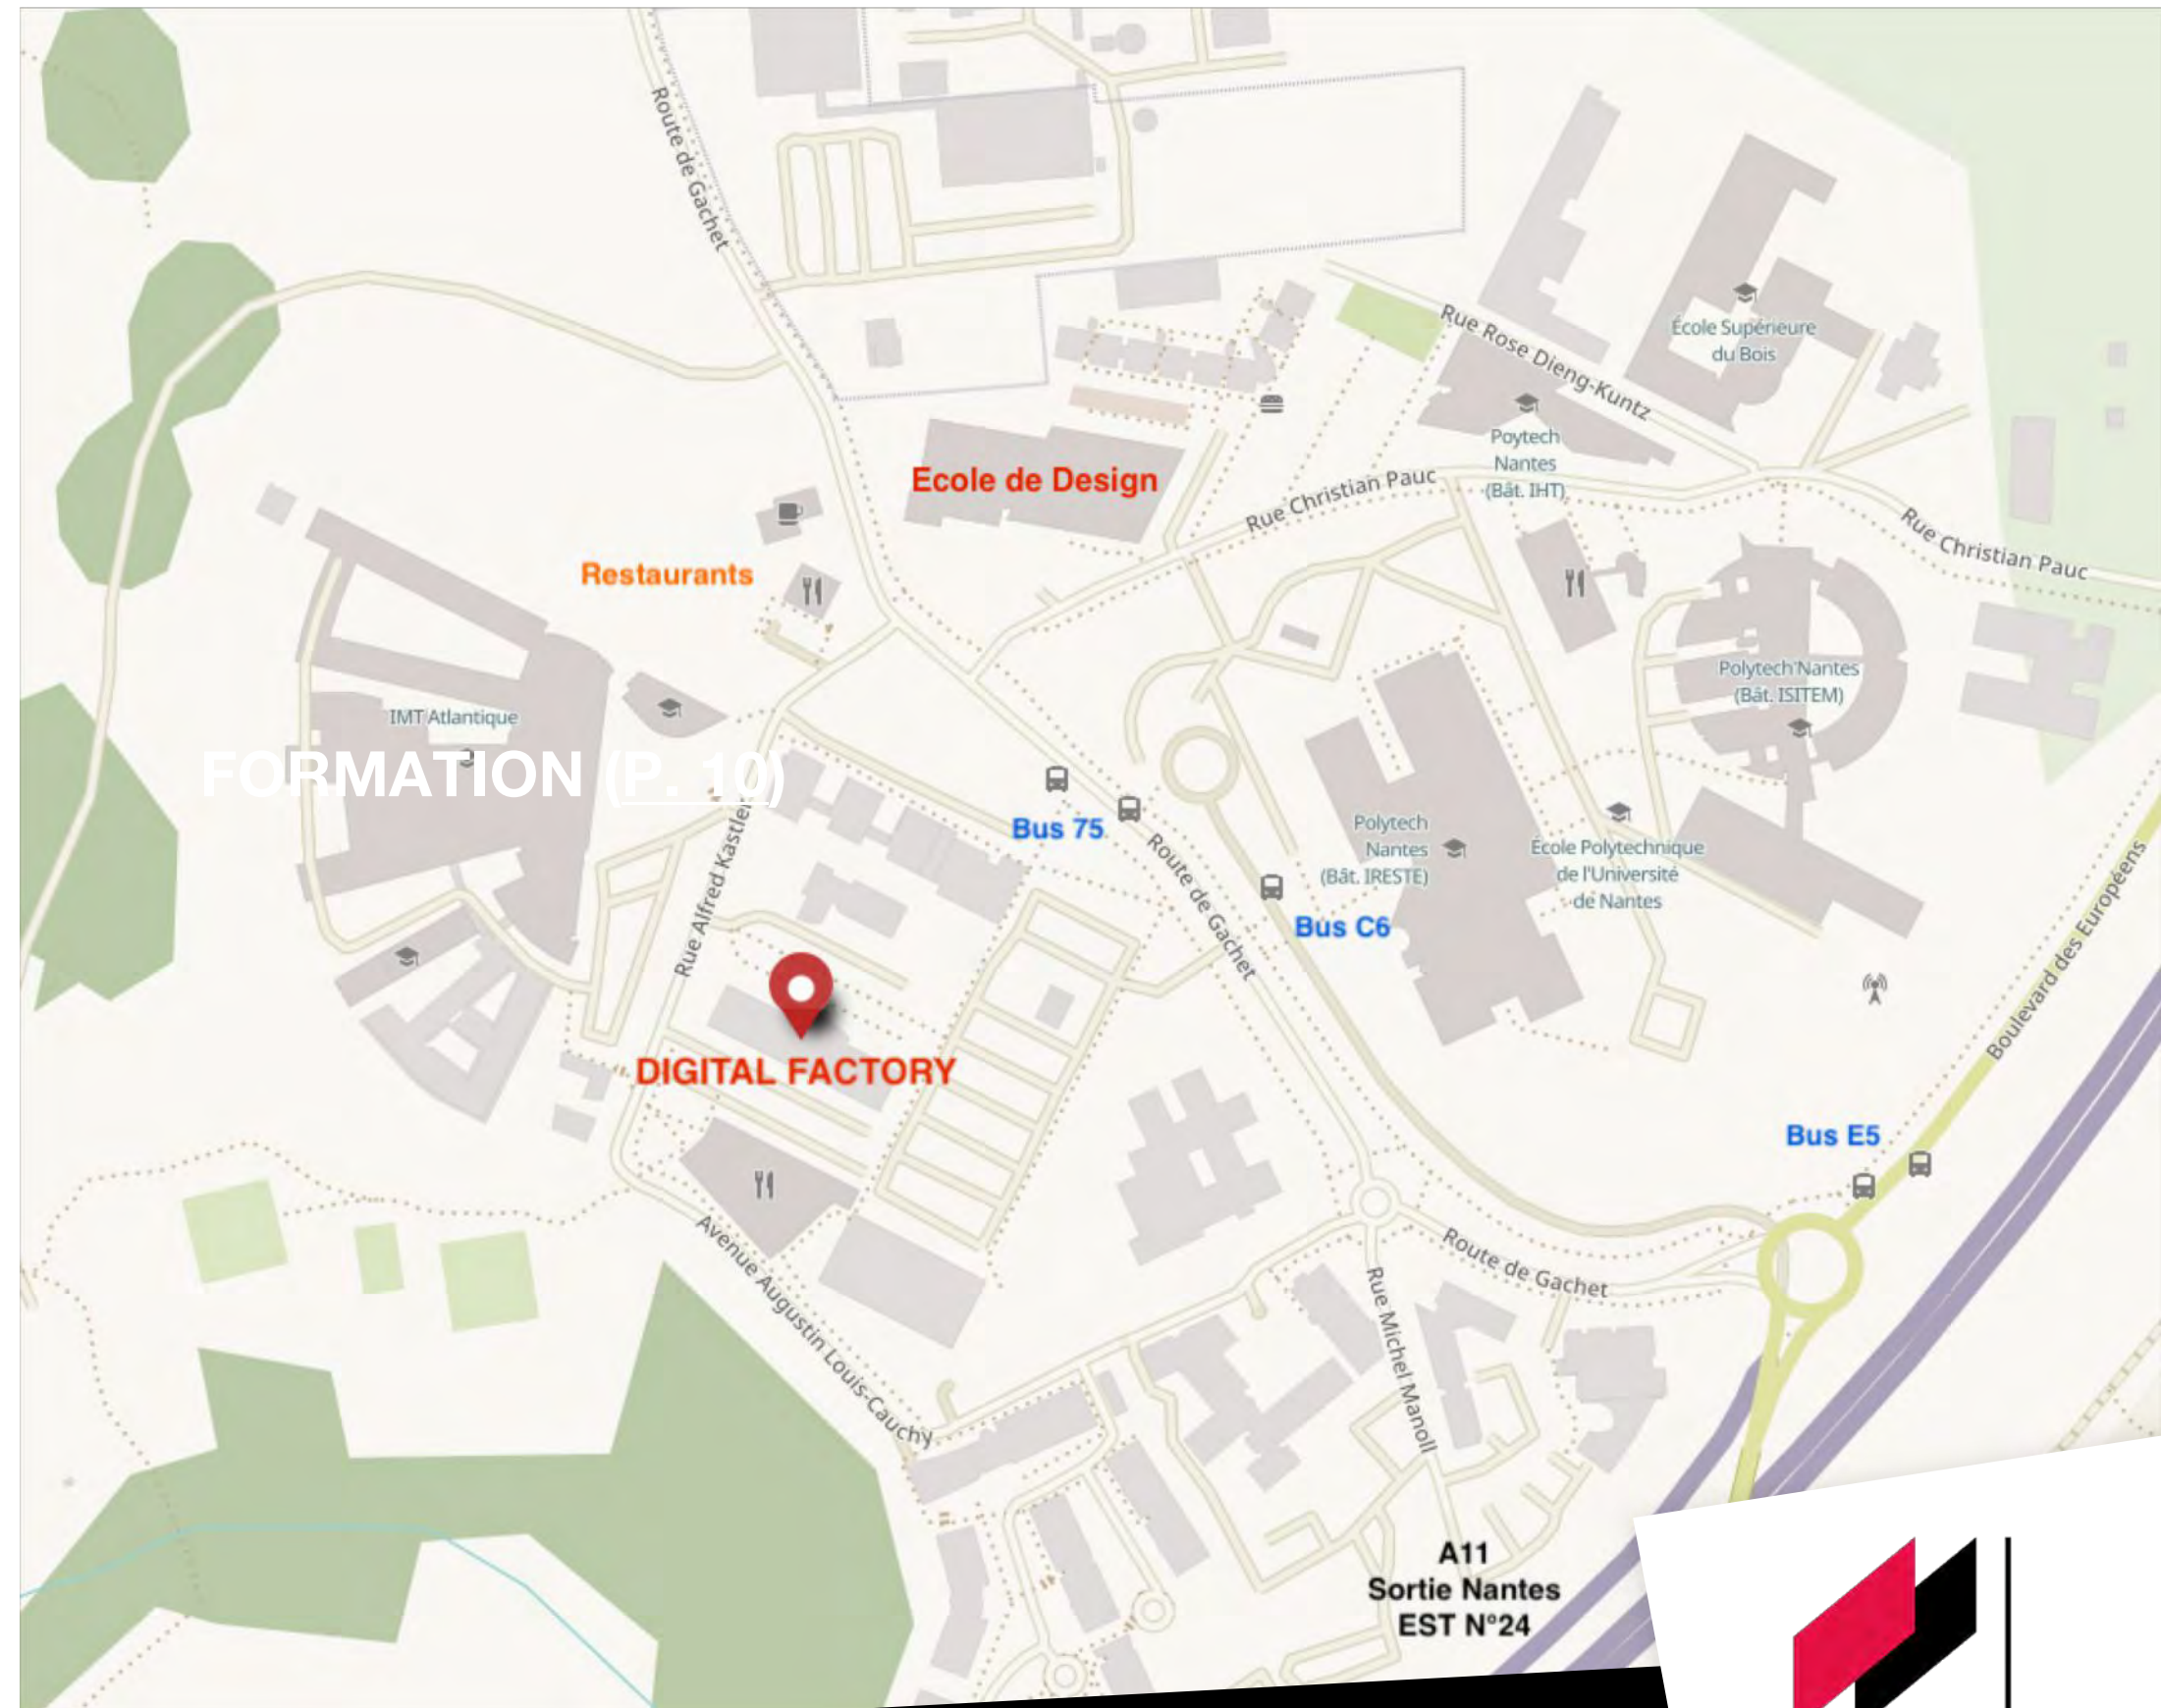 Route de Gachet
Rue Rose Dieng-Kuntz
École Supérieure
du Bois
Poytech
Nantes
(Bât. IHT)
Ecole de Design
Rue Christian Pauc
Rue Christian Pauc
Restaurants
IMT Atlantique
Polytech Nantes
(Bât. ISITEM)
FORMATION (P. 10)
Bus 75
Rue Alfred Kastler
Route de Gachet
Polytech
Nantes
(Bât. IRESTE)
École Polytechnique
de l'Université
de Nantes
Bus C6
Boulevard des Européens
DIGITAL FACTORY
Bus E5
Avenue Augustin Louis-Cauchy
Route de Gachet
Rue Michel Manoll
A11
Sortie Nantes
EST N°24